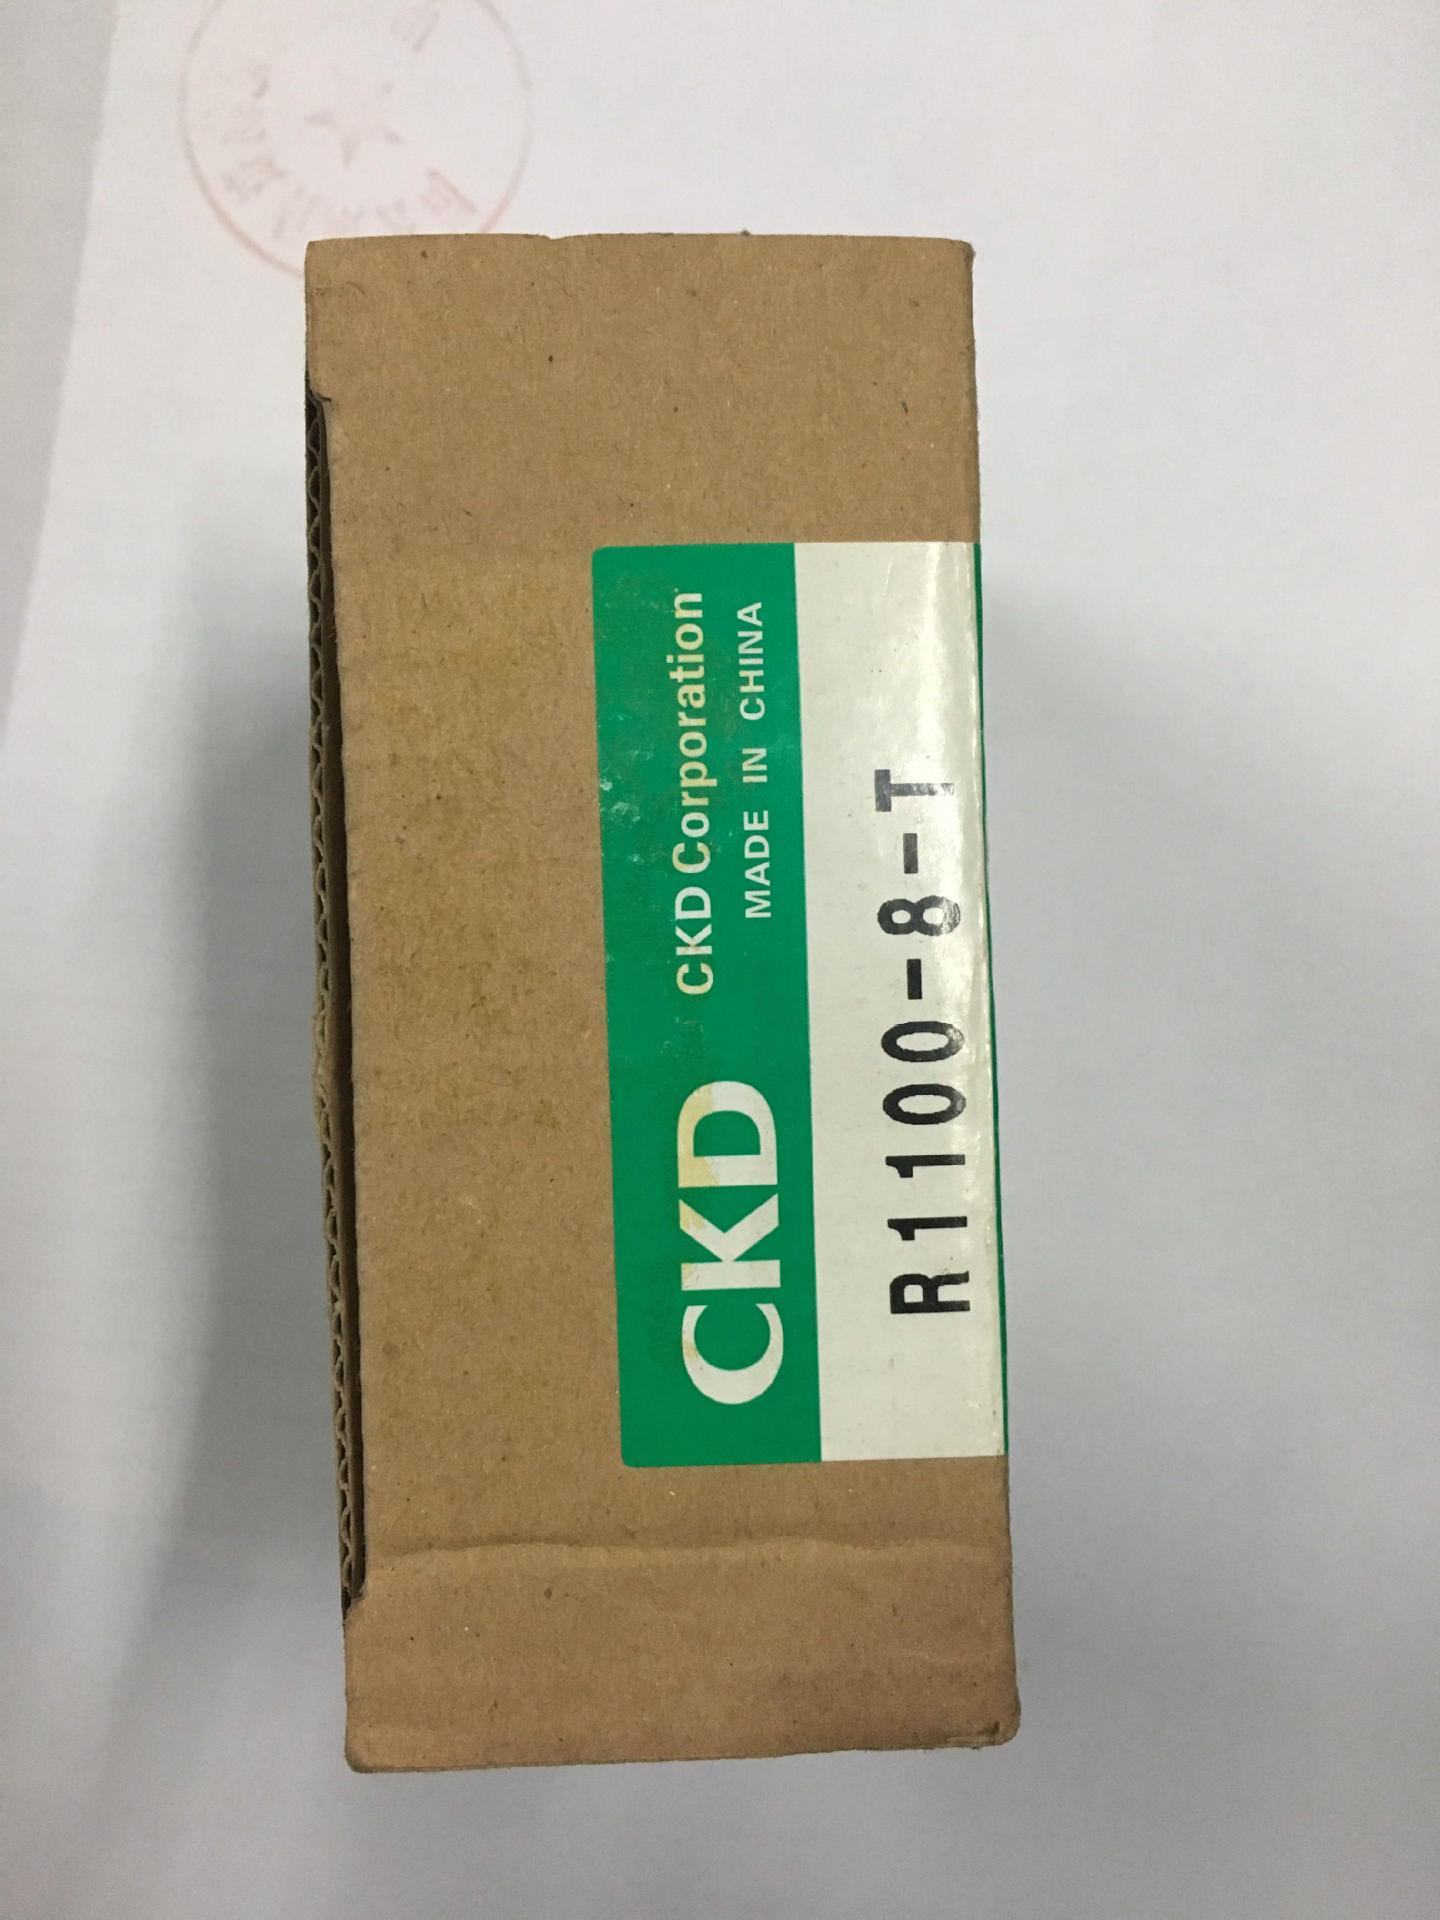 CKD
CKD Corporation
MADE IN CHINA
R1100-8-T